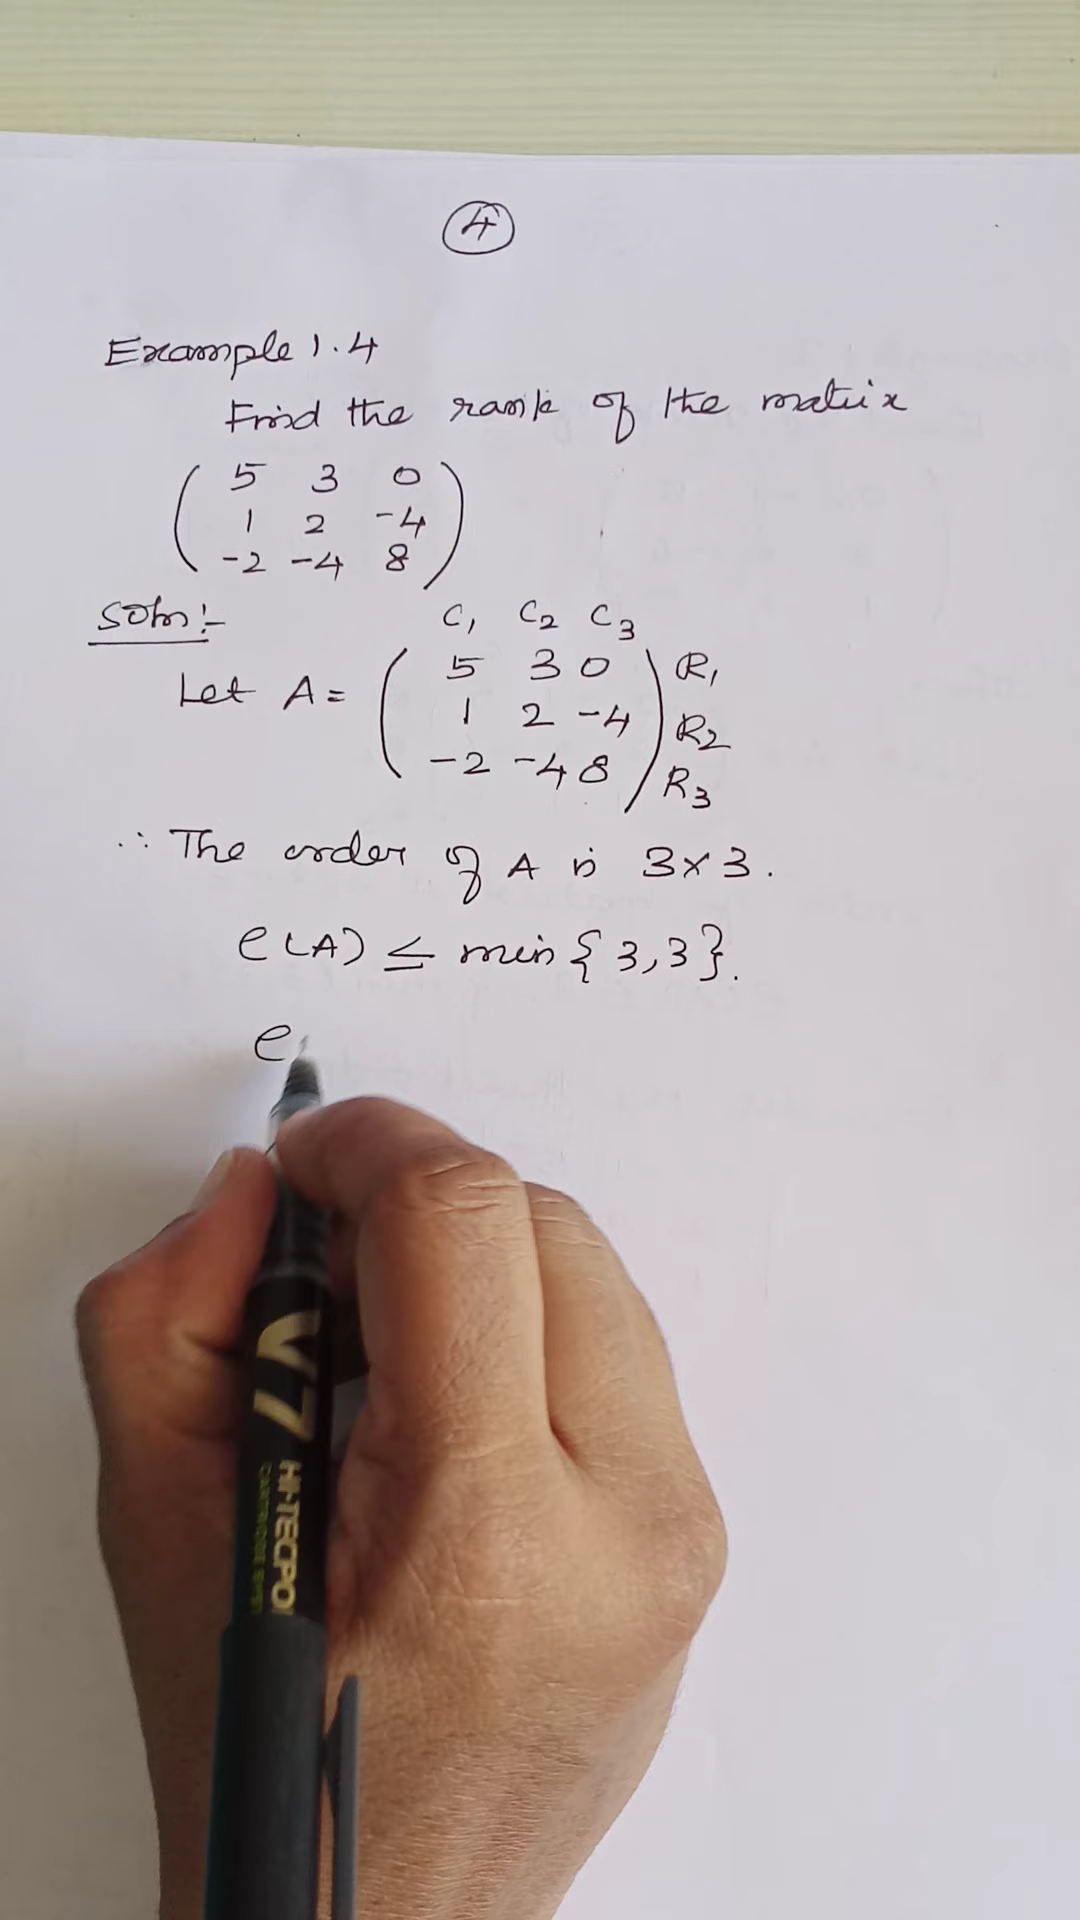 4
Example 1.4
Find the rank of the matrix
5 3 0
1 2 -4
-2 -4 8
Soln:-
C1 C2 C3
5 3 0 R1
Let A = 1 2 -4 R2
-2 -4 8 R3
∴ The order of A is 3×3.
ρ(A) ≤ min {3,3}.
ρ
V7
HI-TECPO